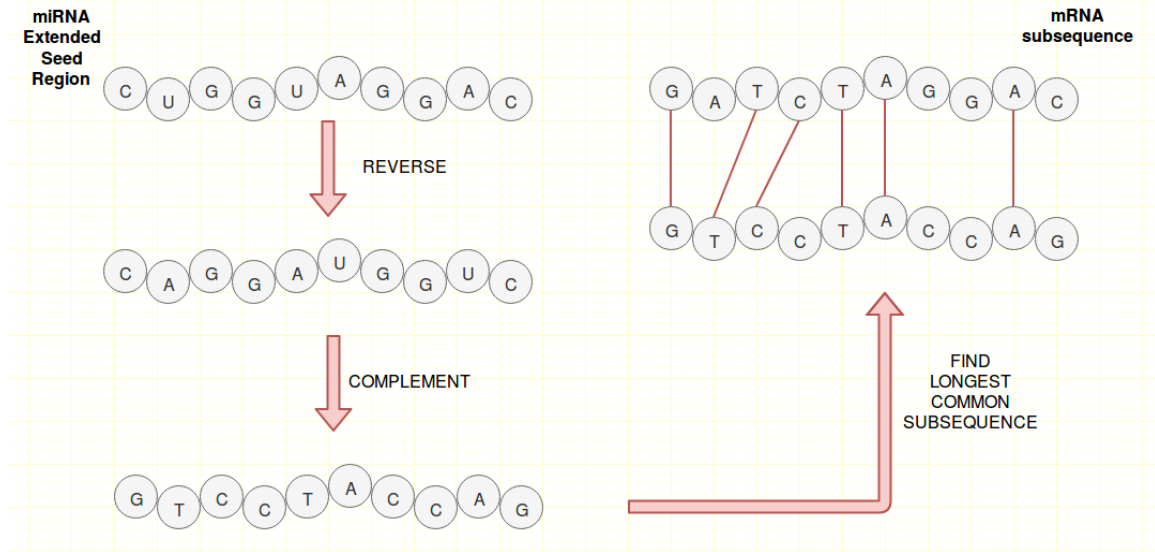 miRNA
Extended
Seed
Region
C U G G U A G G A C
REVERSE
C A G G A U G G U C
COMPLEMENT
G T C C T A C C A G
mRNA
subsequence
G A T C T A G G A C
G T C C T A C C A G
FIND
LONGEST
COMMON
SUBSEQUENCE